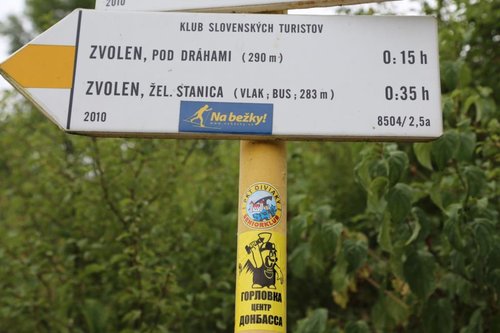 2010
KLUB SLOVENSKÝCH TURISTOV
ZVOLEN, POD DRÁHAMI (290 m) 0:15 h
ZVOLEN, ŽEL. STANICA (VLAK; BUS; 283 m) 0:35 h
2010
Na bežky!
8504/2,5a
SENIORKLUB
ГОРЛОВКА
ЦЕНТР
ДОНБАССА